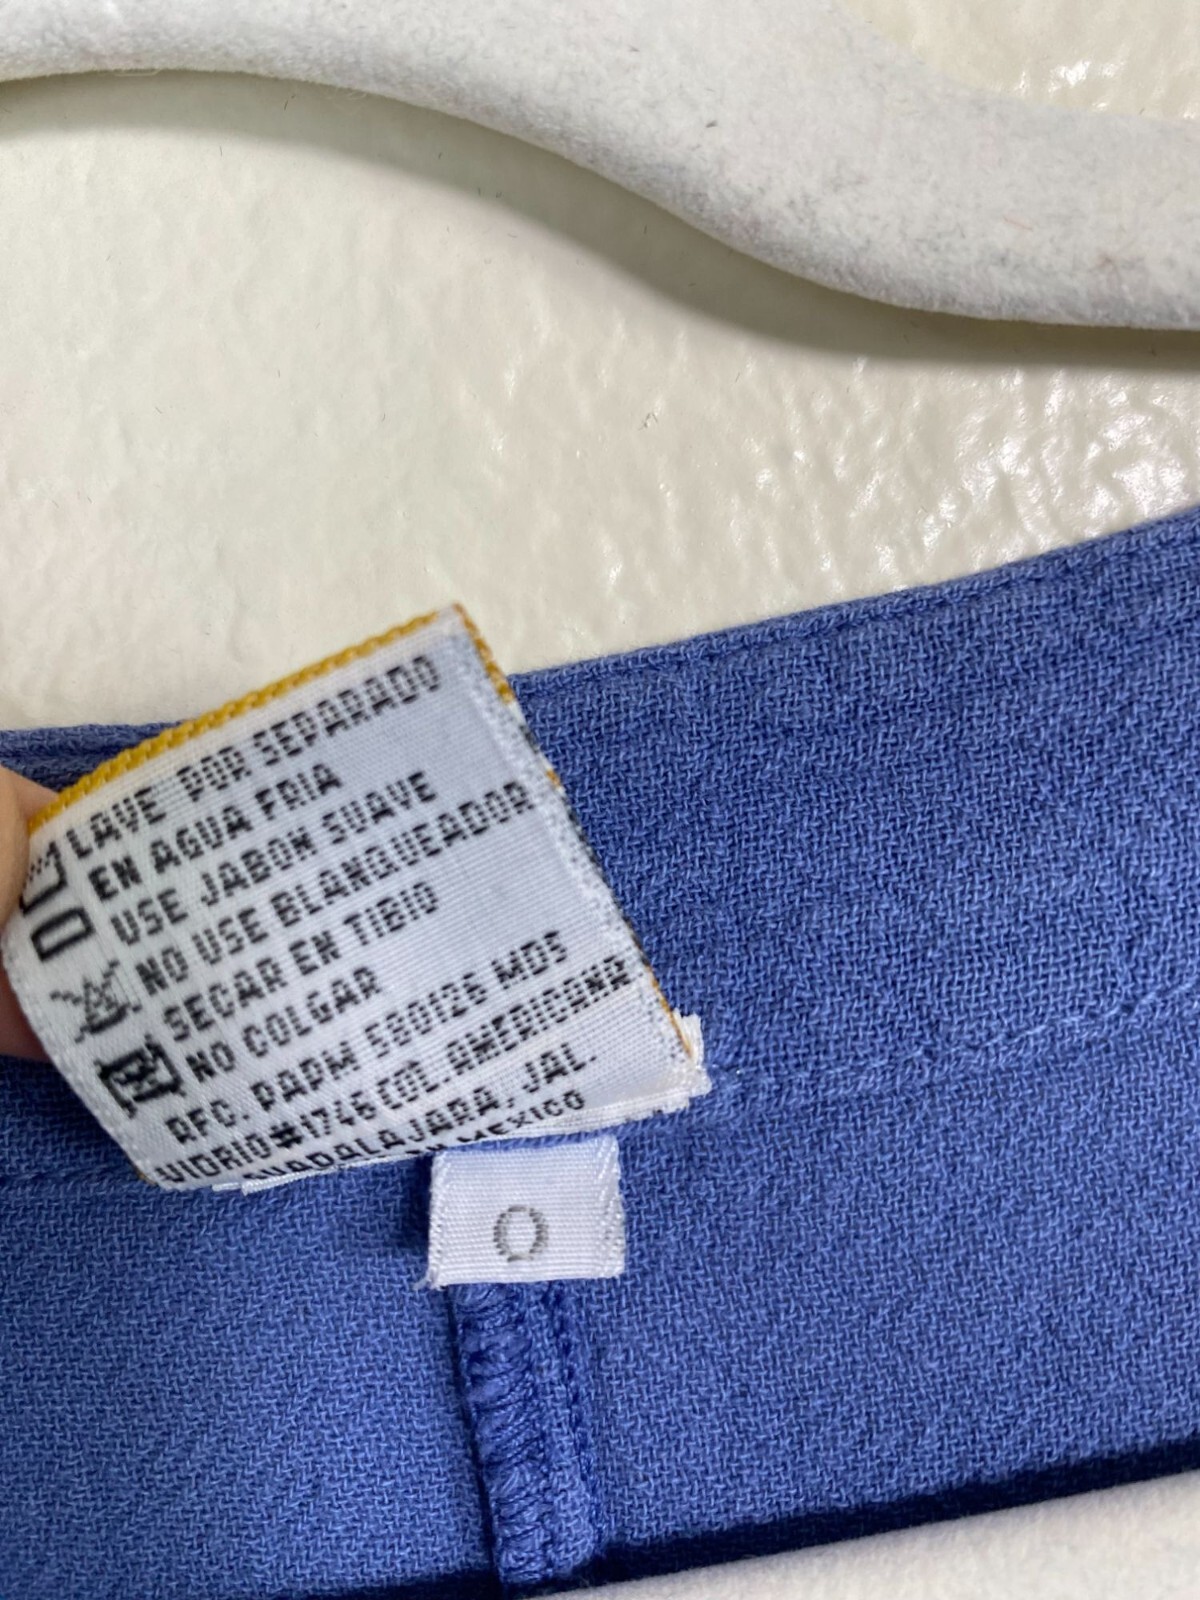 LAVE POR SEPARADO
EN AGUA FRIA
USE JABON SUAVE
NO USE BLANQUEADOR
SECAR EN TIBIO
NO COLGAR
RFC. PAPM 580126 MD5
VIDRIO#1746 COL. AMERICANA
GUADALAJARA, JAL.
MEXICO
0